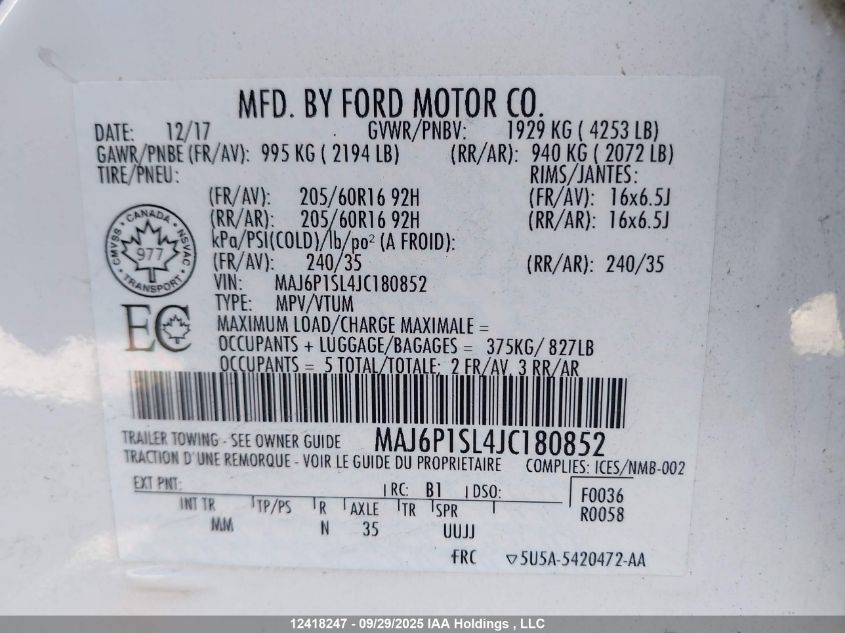 MFD. BY FORD MOTOR CO.
DATE: 12/17 GVWR/PNBV: 1929 KG ( 4253 LB)
GAWR/PNBE (FR/AV): 995 KG ( 2194 LB) (RR/AR): 940 KG ( 2072 LB)
TIRE/PNEU: RIMS/JANTES:
(FR/AV): 205/60R16 92H (FR/AV): 16x6.5J
(RR/AR): 205/60R16 92H (RR/AR): 16x6.5J
kPa/PSI(COLD)/lb/po² (A FROID):
(FR/AV): 240/35 (RR/AR): 240/35
CANADA
CMVSS NSVAC
977
TRANSPORT
VIN: MAJ6P1SL4JC180852
TYPE: MPV/VTUM
EC
MAXIMUM LOAD/CHARGE MAXIMALE =
OCCUPANTS + LUGGAGE/BAGAGES = 375KG/ 827LB
OCCUPANTS = 5 TOTAL/TOTALE: 2 FR/AV, 3 RR/AR
TRAILER TOWING - SEE OWNER GUIDE MAJ6P1SL4JC180852
TRACTION D'UNE REMORQUE - VOIR LE GUIDE DU PROPRIETAIRE COMPLIES: ICES/NMB-002
EXT PNT: RC: B1 DSO: F0036
R0058
INT TR TP/PS R AXLE TR SPR
MM N 35 UUJJ
FRC ▽5U5A-5420472-AA
12418247 - 09/29/2025 IAA Holdings , LLC